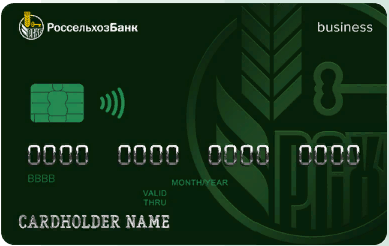 РоссельхозБанк
business
0000 0000 0000 0000
BBBB
MONTH/YEAR
VALID
THRU
CARDHOLDER NAME